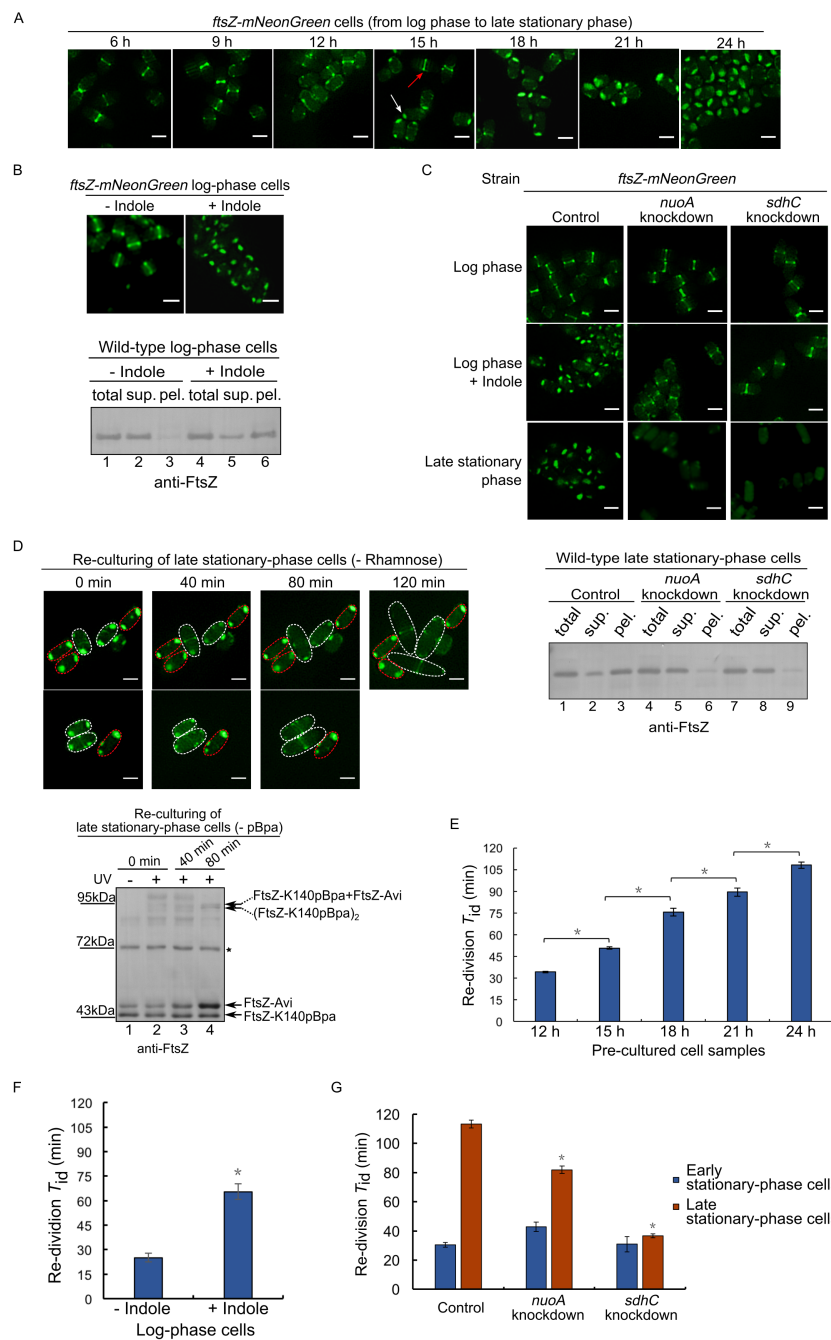 A
ftsZ-mNeonGreen cells (from log phase to late stationary phase)
6 h 9 h 12 h 15 h 18 h 21 h 24 h
B
ftsZ-mNeonGreen log-phase cells
- Indole + Indole
Wild-type log-phase cells
- Indole + Indole
total sup. pel. total sup. pel.
1 2 3 4 5 6
anti-FtsZ
C
Strain ftsZ-mNeonGreen
Control nuoA knockdown sdhC knockdown
Log phase
Log phase
+ Indole
Late stationary
phase
Wild-type late stationary-phase cells
Control nuoA knockdown sdhC knockdown
total sup. pel. total sup. pel. total sup. pel.
1 2 3 4 5 6 7 8 9
anti-FtsZ
D
Re-culturing of late stationary-phase cells (- Rhamnose)
0 min 40 min 80 min 120 min
Re-culturing of
late stationary-phase cells (- pBpa)
0 min 40 min 80 min
UV - + + +
95kDa
FtsZ-K140pBpa+FtsZ-Avi
(FtsZ-K140pBpa)2
72kDa
*
FtsZ-Avi
43kDa
FtsZ-K140pBpa
1 2 3 4
anti-FtsZ
E
Re-division Tid (min)
120
105
90
75
60
45
30
15
0
* * * *
12 h 15 h 18 h 21 h 24 h
Pre-cultured cell samples
F
Re-dividion Tid (min)
120
105
90
75
60
45
30
15
0
*
- Indole + Indole
Log-phase cells
G
Re-division Tid (min)
120
100
80
60
40
20
0
* *
Control nuoA knockdown sdhC knockdown
Early
stationary-phase cell
Late
stationary-phase cell